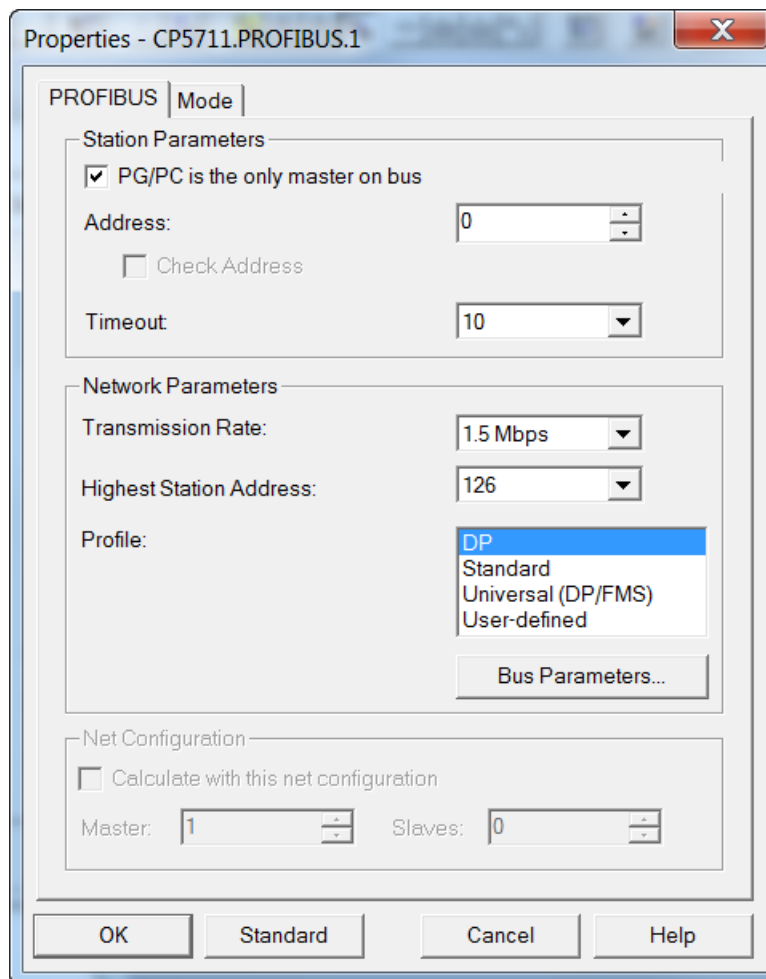 Properties - CP5711.PROFIBUS.1
X
PROFIBUS Mode
Station Parameters
PG/PC is the only master on bus
Address: 0
Check Address
Timeout: 10
Network Parameters
Transmission Rate: 1.5 Mbps
Highest Station Address: 126
Profile: DP
Standard
Universal (DP/FMS)
User-defined
Bus Parameters...
Net Configuration
Calculate with this net configuration
Master: 1 Slaves: 0
OK Standard Cancel Help